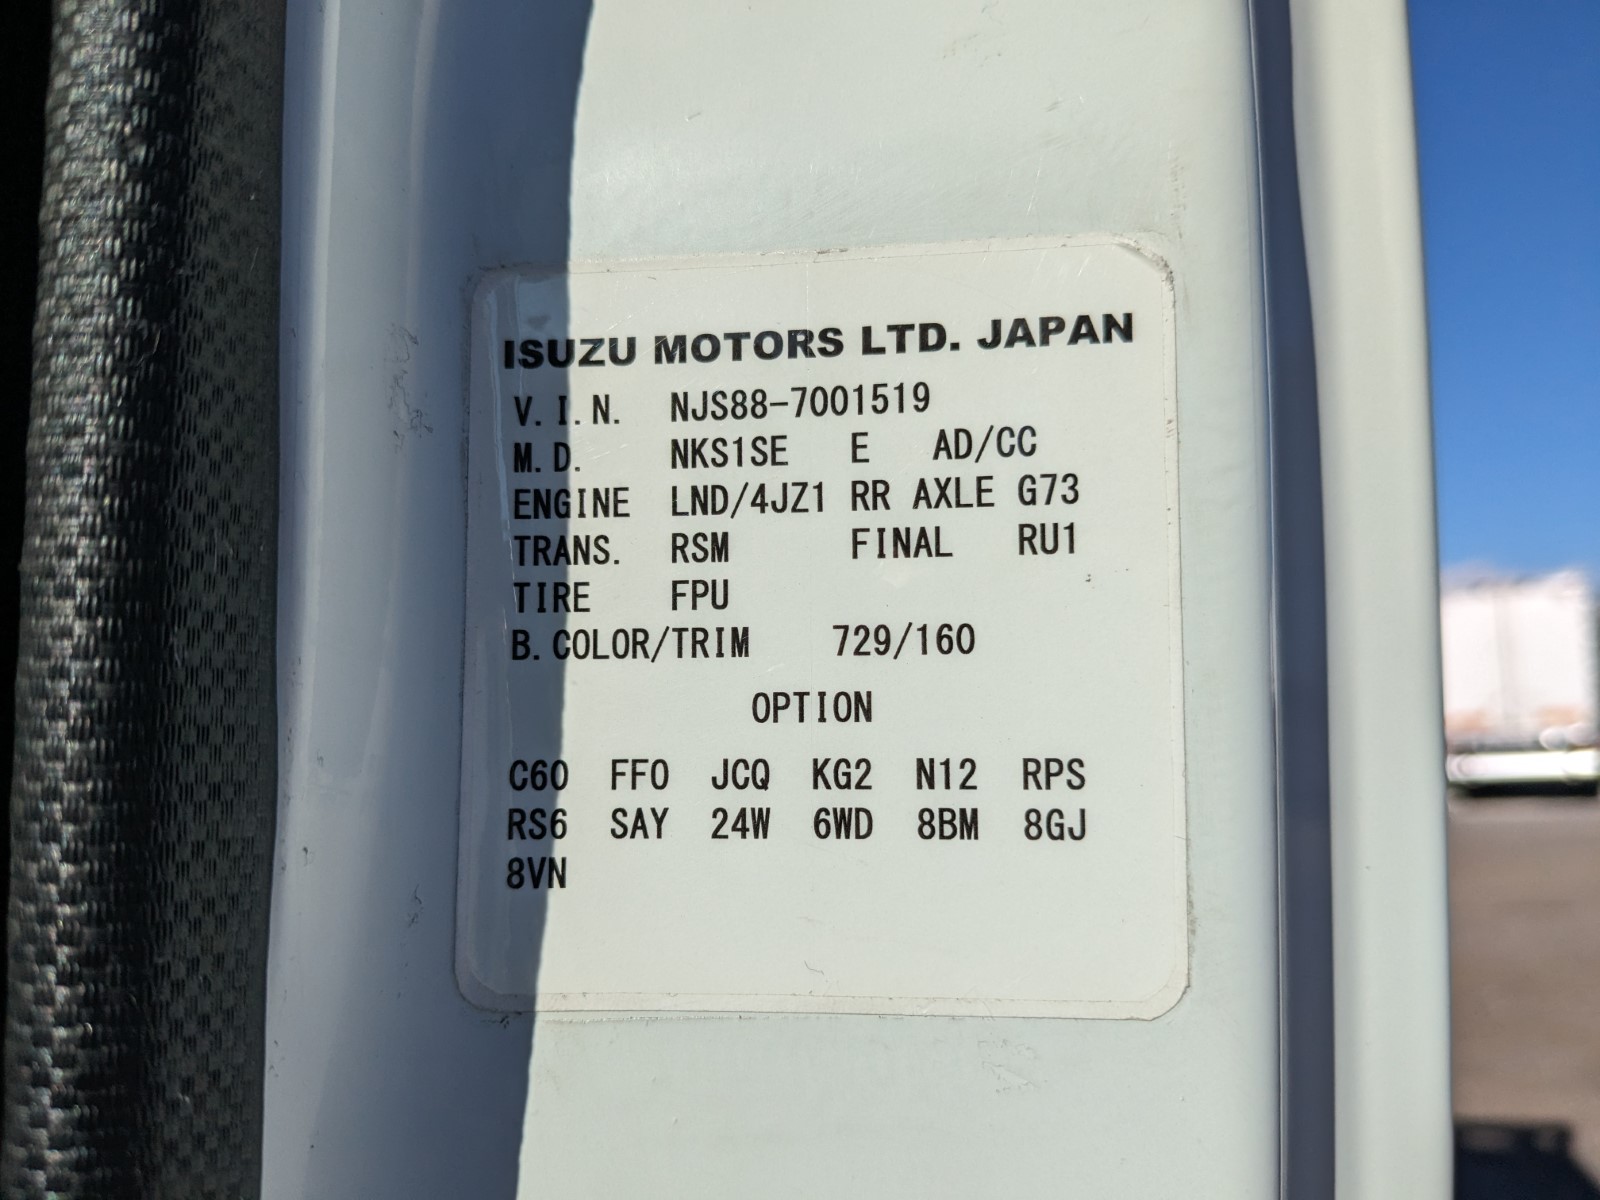 ISUZU MOTORS LTD. JAPAN
V. I. N. NJS88-7001519
M. D. NKS1SE E AD/CC
ENGINE LND/4JZ1 RR AXLE G73
TRANS. RSM FINAL RU1
TIRE FPU
B. COLOR/TRIM 729/160
OPTION
C60 FF0 JCQ KG2 N12 RPS
RS6 SAY 24W 6WD 8BM 8GJ
8VN